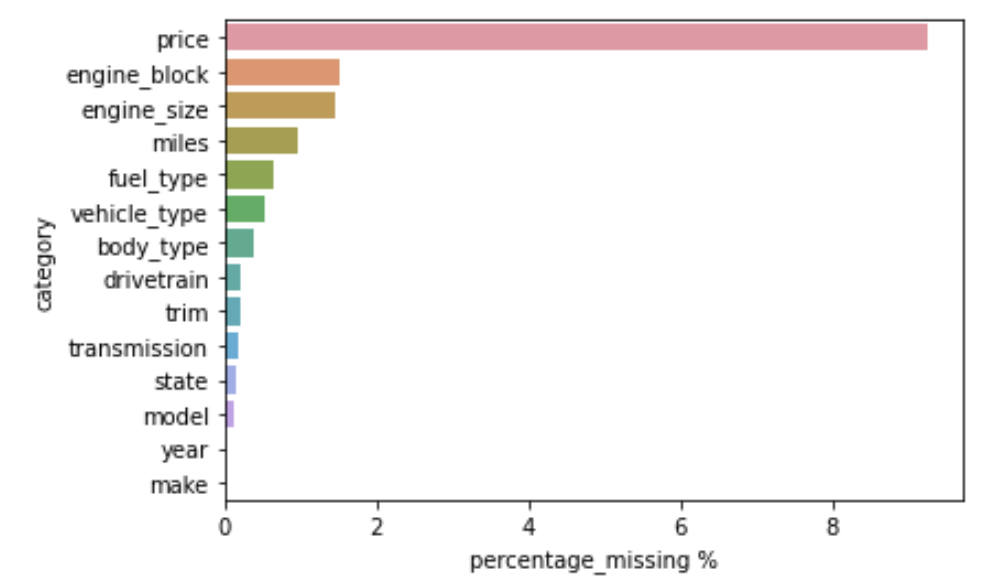 price
engine_block
engine_size
miles
fuel_type
vehicle_type
body_type
drivetrain
trim
transmission
state
model
year
make
category
0 2 4 6 8
percentage_missing %